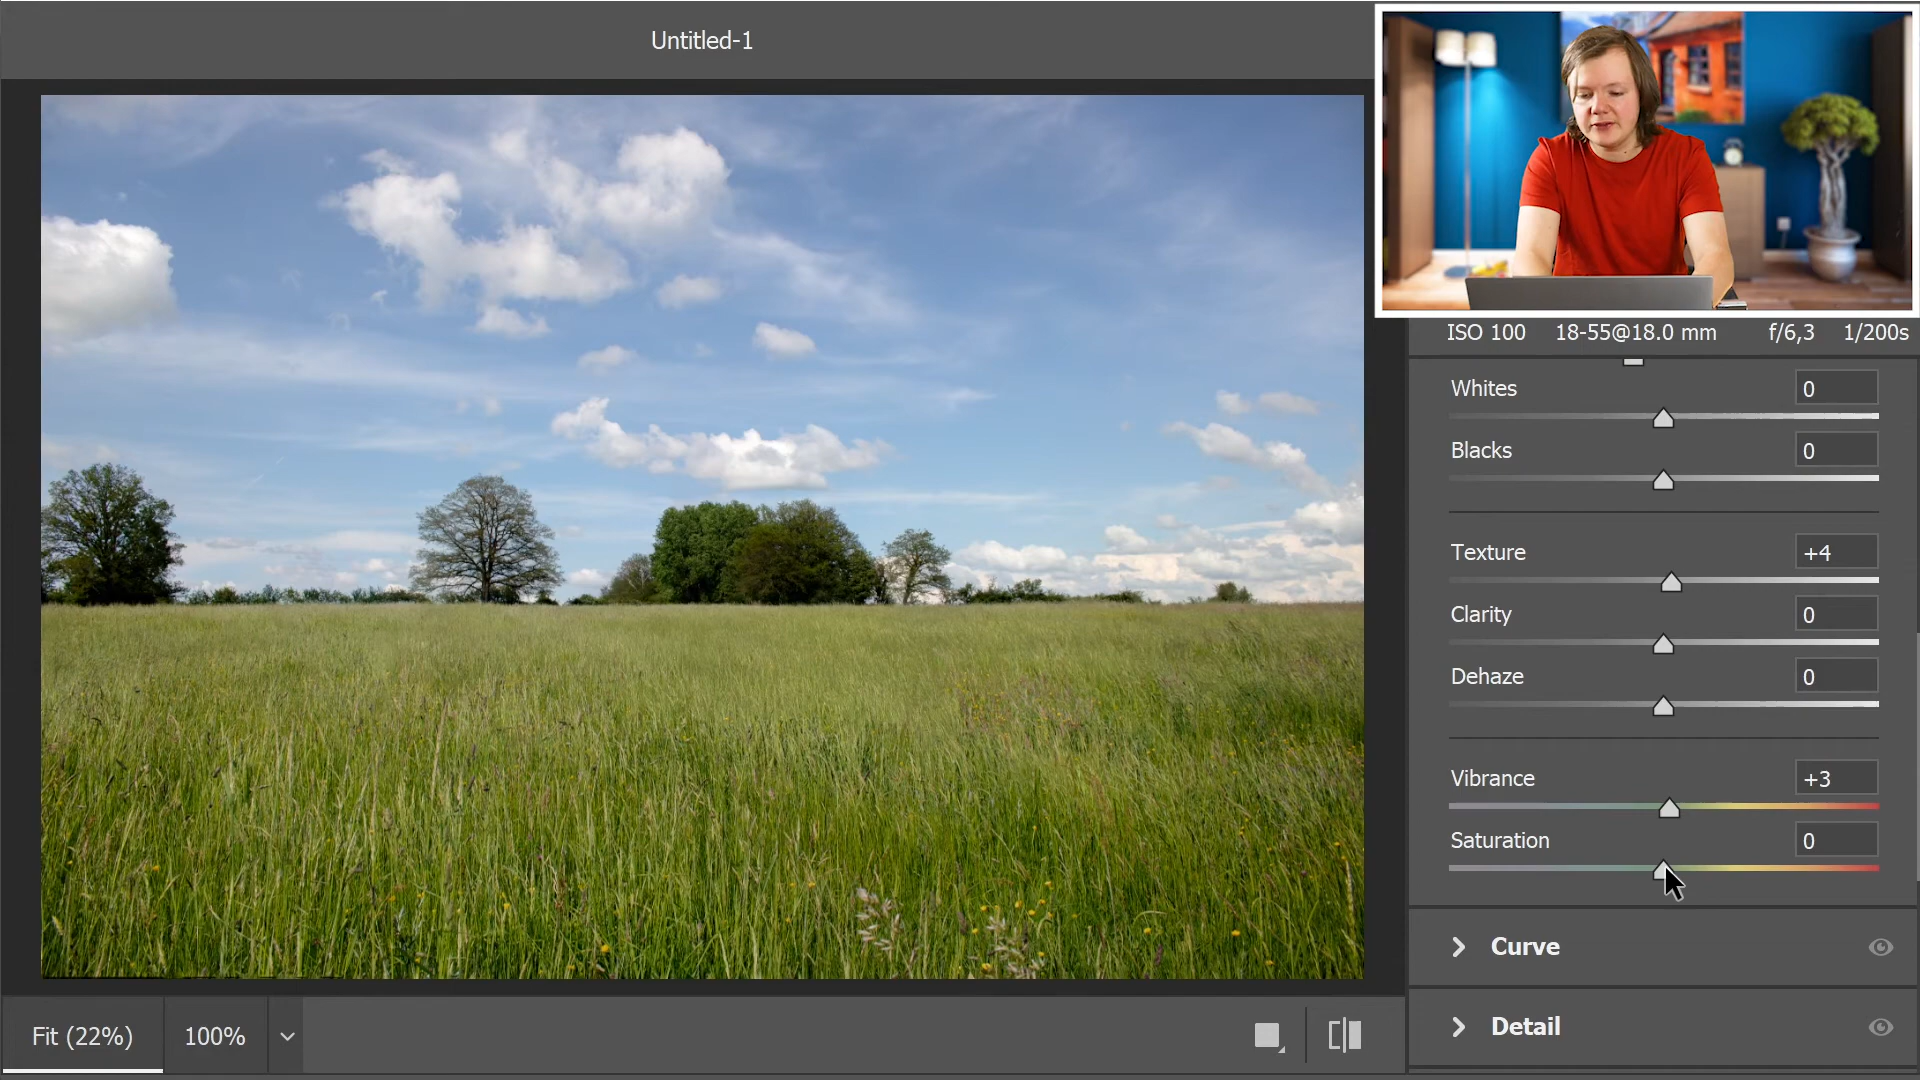 Untitled-1
ISO 100 18-55@18.0 mm f/6,3 1/200s
Whites 0
Blacks 0
Texture +4
Clarity 0
Dehaze 0
Vibrance +3
Saturation 0
Curve
Detail
Fit (22%) 100%